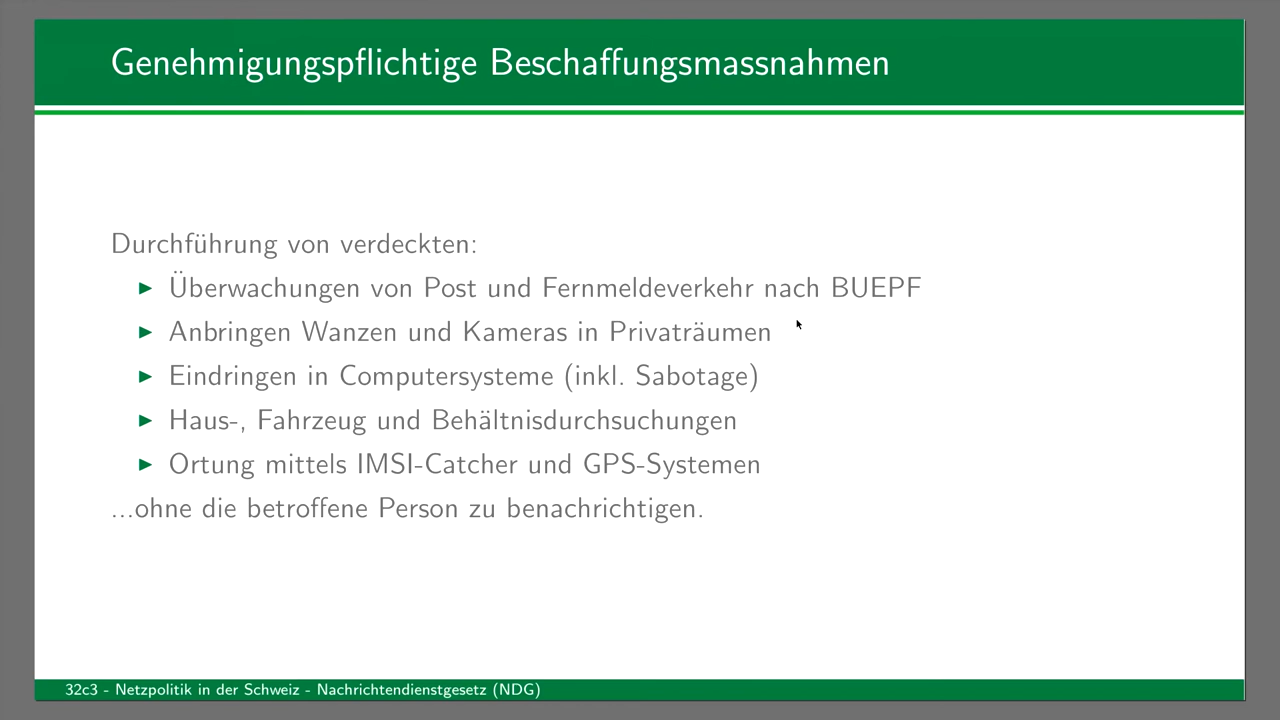 Genehmigungspflichtige Beschaffungsmassnahmen
Durchführung von verdeckten:
Überwachungen von Post und Fernmeldeverkehr nach BUEPF
Anbringen Wanzen und Kameras in Privaträumen
Eindringen in Computersysteme (inkl. Sabotage)
Haus-, Fahrzeug und Behältnisdurchsuchungen
Ortung mittels IMSI-Catcher und GPS-Systemen
...ohne die betroffene Person zu benachrichtigen.
32c3 - Netzpolitik in der Schweiz - Nachrichtendienstgesetz (NDG)